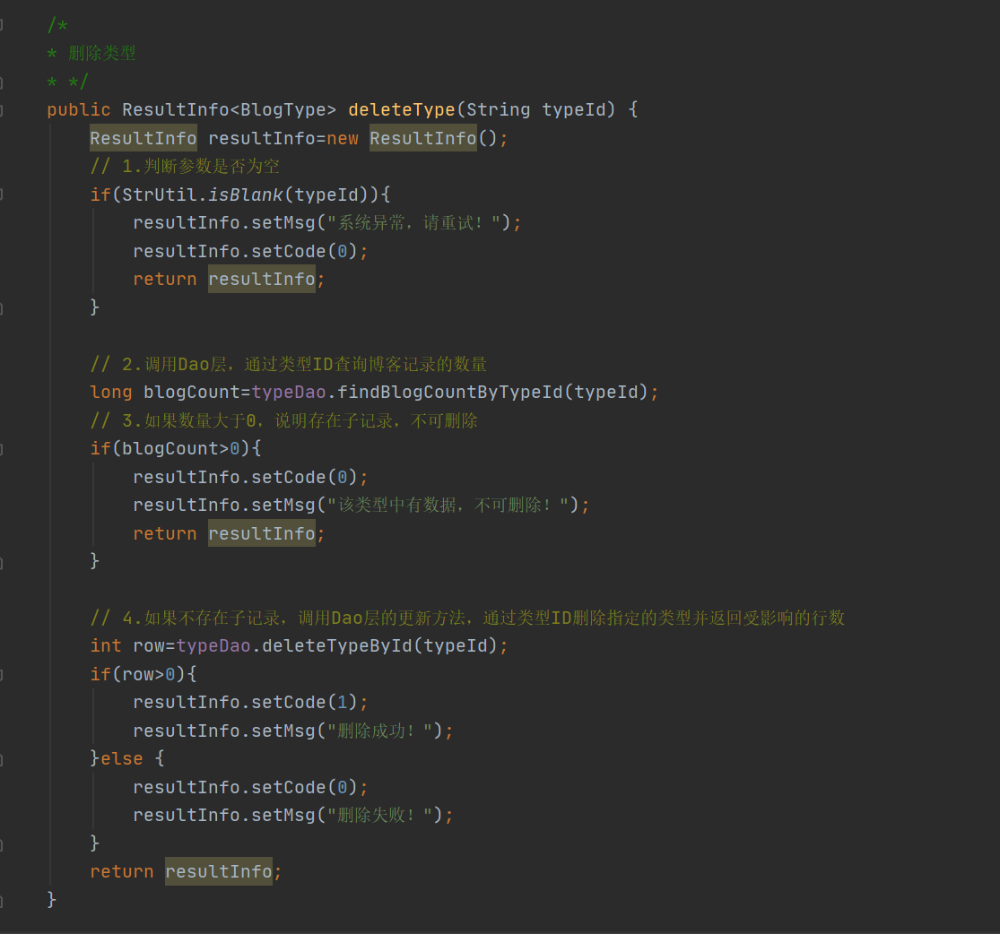 /*
* 删除类型
* */
public ResultInfo<BlogType> deleteType(String typeId) {
ResultInfo resultInfo=new ResultInfo();
// 1.判断参数是否为空
if(StrUtil.isBlank(typeId)){
resultInfo.setMsg("系统异常，请重试！");
resultInfo.setCode(0);
return resultInfo;
}
// 2.调用Dao层，通过类型ID查询博客记录的数量
long blogCount=typeDao.findBlogCountByTypeId(typeId);
// 3.如果数量大于0，说明存在子记录，不可删除
if(blogCount>0){
resultInfo.setCode(0);
resultInfo.setMsg("该类型中有数据，不可删除！");
return resultInfo;
}
// 4.如果不存在子记录，调用Dao层的更新方法，通过类型ID删除指定的类型并返回受影响的行数
int row=typeDao.deleteTypeById(typeId);
if(row>0){
resultInfo.setCode(1);
resultInfo.setMsg("删除成功！");
}else {
resultInfo.setCode(0);
resultInfo.setMsg("删除失败！");
}
return resultInfo;
}